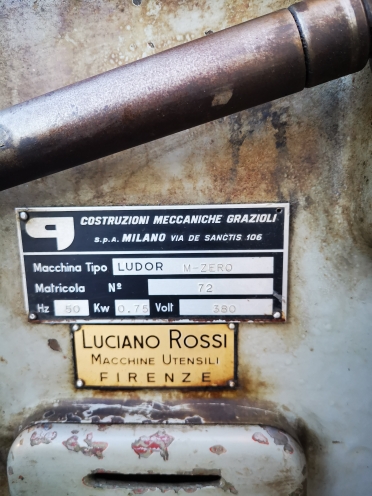 COSTRUZIONI MECCANICHE GRAZIOLI
S.p.A. MILANO VIA DE SANCTIS 106
Macchina Tipo LUDOR M-ZERO
Matricola Nº 72
Hz 50 Kw 0.75 Volt 380
LUCIANO ROSSI
MACCHINE UTENSILI
FIRENZE